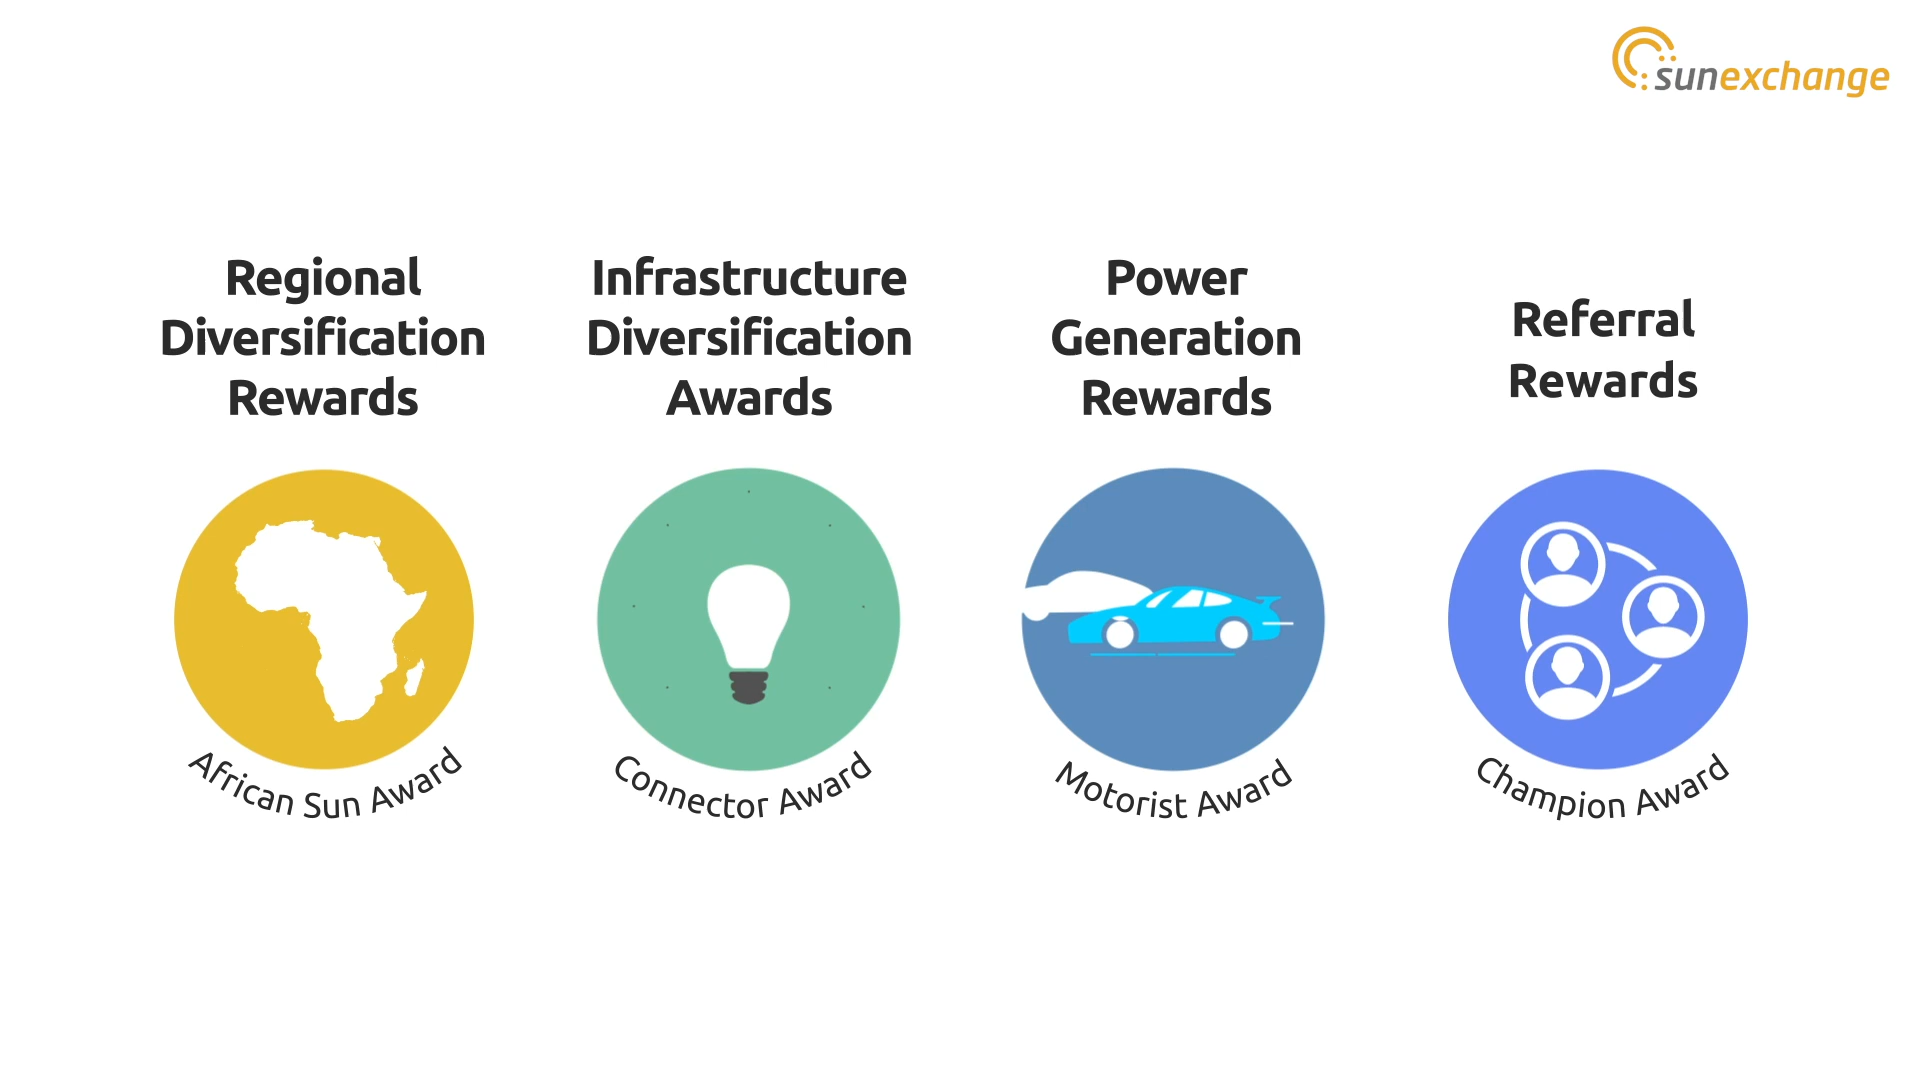 sunexchange
Regional
Diversification
Rewards
African Sun Award
Infrastructure
Diversification
Awards
Connector Award
Power
Generation
Rewards
Motorist Award
Referral
Rewards
Champion Award